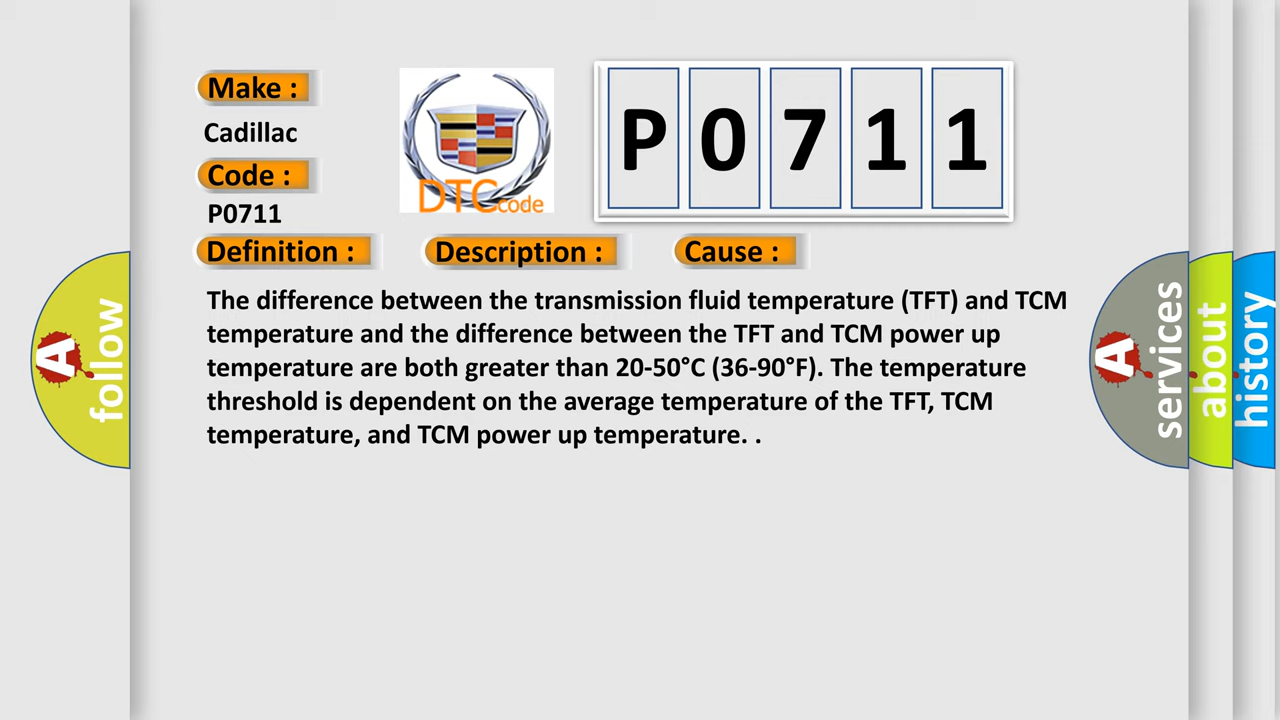 Make :
Cadillac
Code :
P0711
DTC code
P0711
Definition :
Description :
Cause :
The difference between the transmission fluid temperature (TFT) and TCM
temperature and the difference between the TFT and TCM power up
temperature are both greater than 20-50°C (36-90°F). The temperature
threshold is dependent on the average temperature of the TFT, TCM
temperature, and TCM power up temperature. .
A follow
A services
about
history